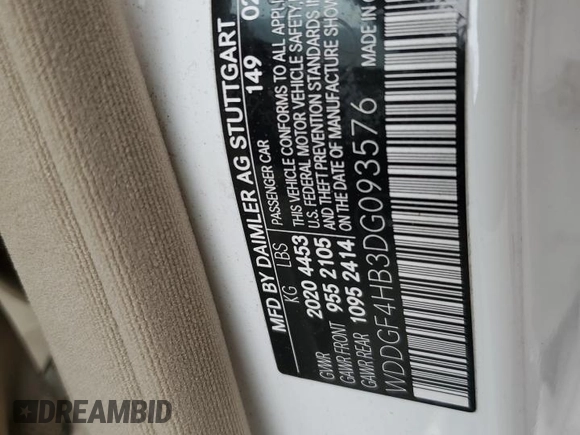 MFD BY DAIMLER AG STUTTGART
149
KG LBS PASSENGER CAR
GVWR 2020 4453 THIS VEHICLE CONFORMS TO ALL APPL
GAWR FRONT 955 2105 U.S. FEDERAL MOTOR VEHICLE SAFETY,
GAWR REAR 1095 2414 AND THEFT PREVENTION STANDARDS IN
ON THE DATE OF MANUFACTURE SHOW
WDDGF4HB3DG093576 MADE IN
DREAMBID